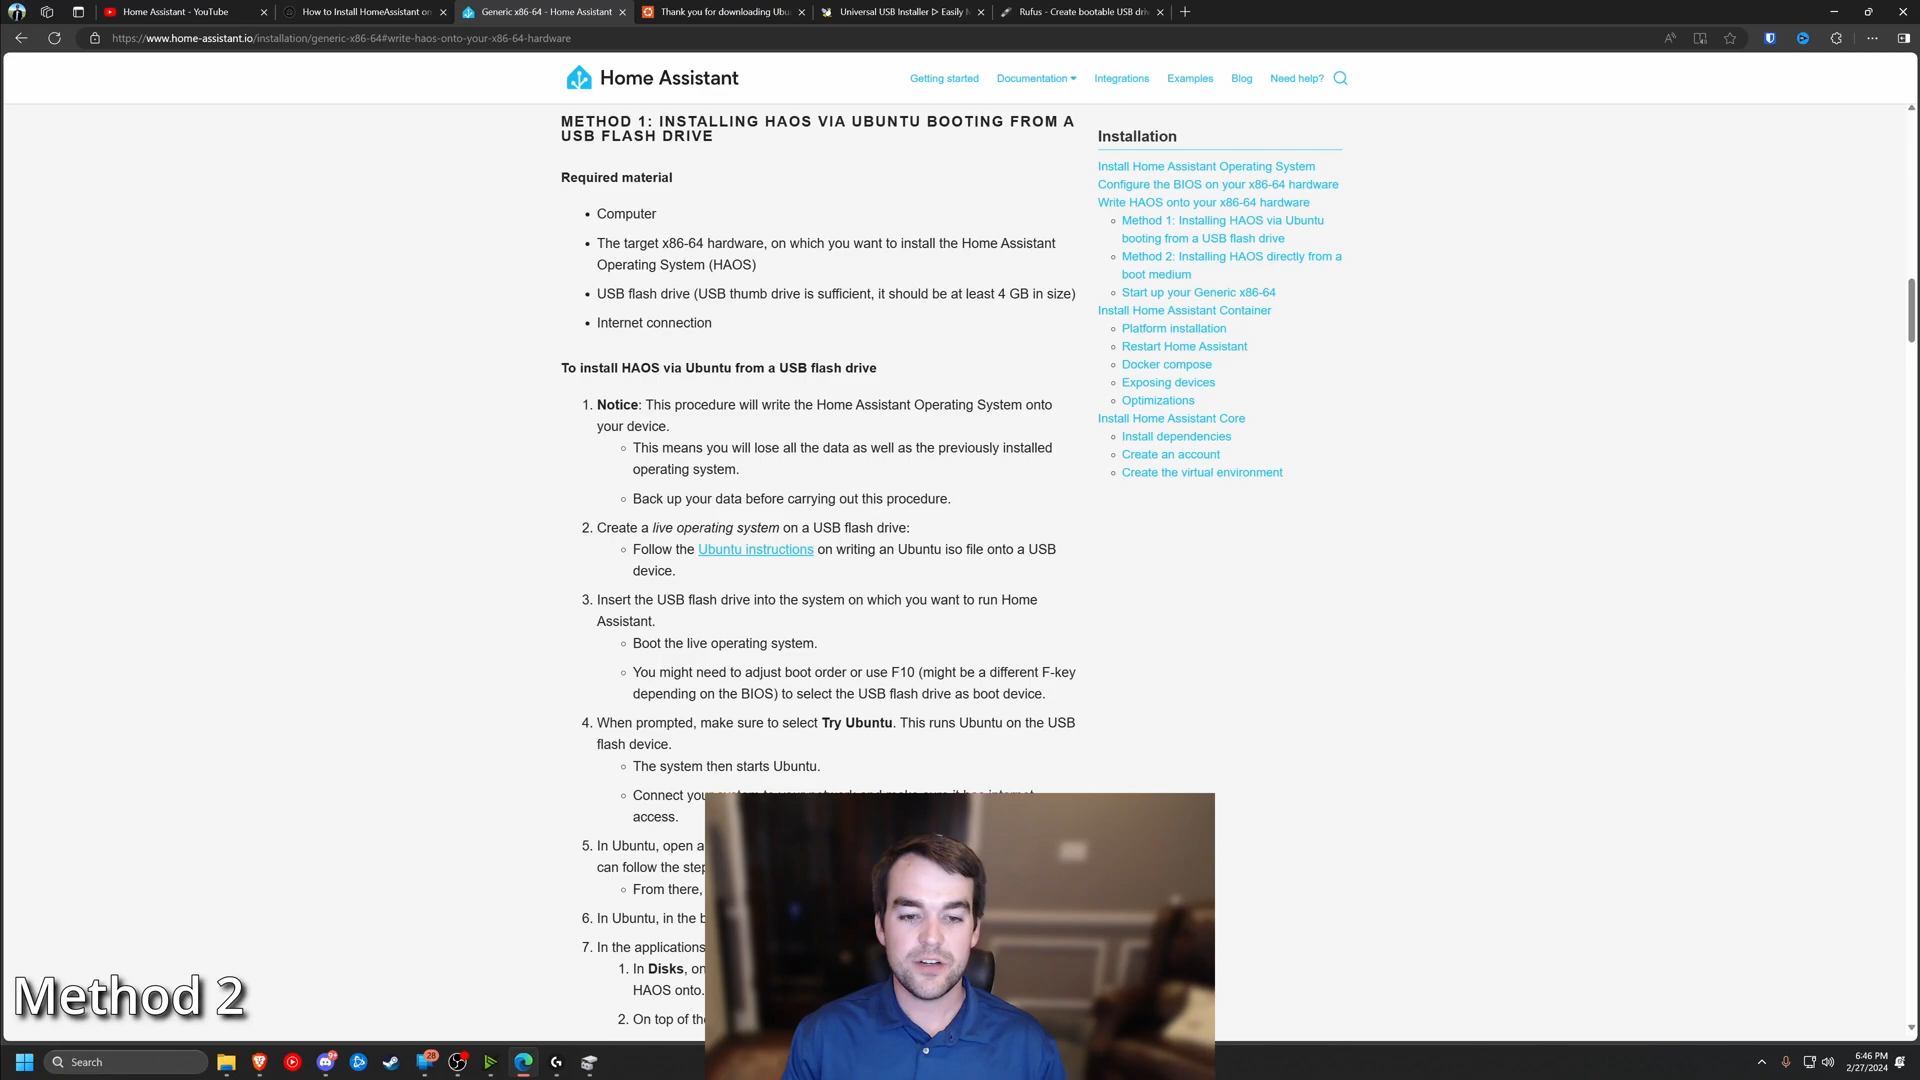 Home Assistant - YouTube
How to Install HomeAssistant on
Generic x86-64 - Home Assistant
Thank you for downloading Ubu
Universal USB Installer ▷ Easily M
Rufus - Create bootable USB driv
https://www.home-assistant.io/installation/generic-x86-64#write-haos-onto-your-x86-64-hardware
Home Assistant
Getting started
Documentation
Integrations
Examples
Blog
Need help?
METHOD 1: INSTALLING HAOS VIA UBUNTU BOOTING FROM A
USB FLASH DRIVE
Required material
Computer
The target x86-64 hardware, on which you want to install the Home Assistant
Operating System (HAOS)
USB flash drive (USB thumb drive is sufficient, it should be at least 4 GB in size)
Internet connection
To install HAOS via Ubuntu from a USB flash drive
1. Notice: This procedure will write the Home Assistant Operating System onto
your device.
This means you will lose all the data as well as the previously installed
operating system.
Back up your data before carrying out this procedure.
2. Create a live operating system on a USB flash drive:
Follow the Ubuntu instructions on writing an Ubuntu iso file onto a USB
device.
3. Insert the USB flash drive into the system on which you want to run Home
Assistant.
Boot the live operating system.
You might need to adjust boot order or use F10 (might be a different F-key
depending on the BIOS) to select the USB flash drive as boot device.
4. When prompted, make sure to select Try Ubuntu. This runs Ubuntu on the USB
flash device.
The system then starts Ubuntu.
Connect your system to your network and make sure it has internet
access.
5. In Ubuntu, open a
can follow the step
From there,
6. In Ubuntu, in the b
7. In the applications
1. In Disks, on
HAOS onto.
2. On top of the
Installation
Install Home Assistant Operating System
Configure the BIOS on your x86-64 hardware
Write HAOS onto your x86-64 hardware
Method 1: Installing HAOS via Ubuntu
booting from a USB flash drive
Method 2: Installing HAOS directly from a
boot medium
Start up your Generic x86-64
Install Home Assistant Container
Platform installation
Restart Home Assistant
Docker compose
Exposing devices
Optimizations
Install Home Assistant Core
Install dependencies
Create an account
Create the virtual environment
Method 2
Search
28
6:46 PM
2/27/2024